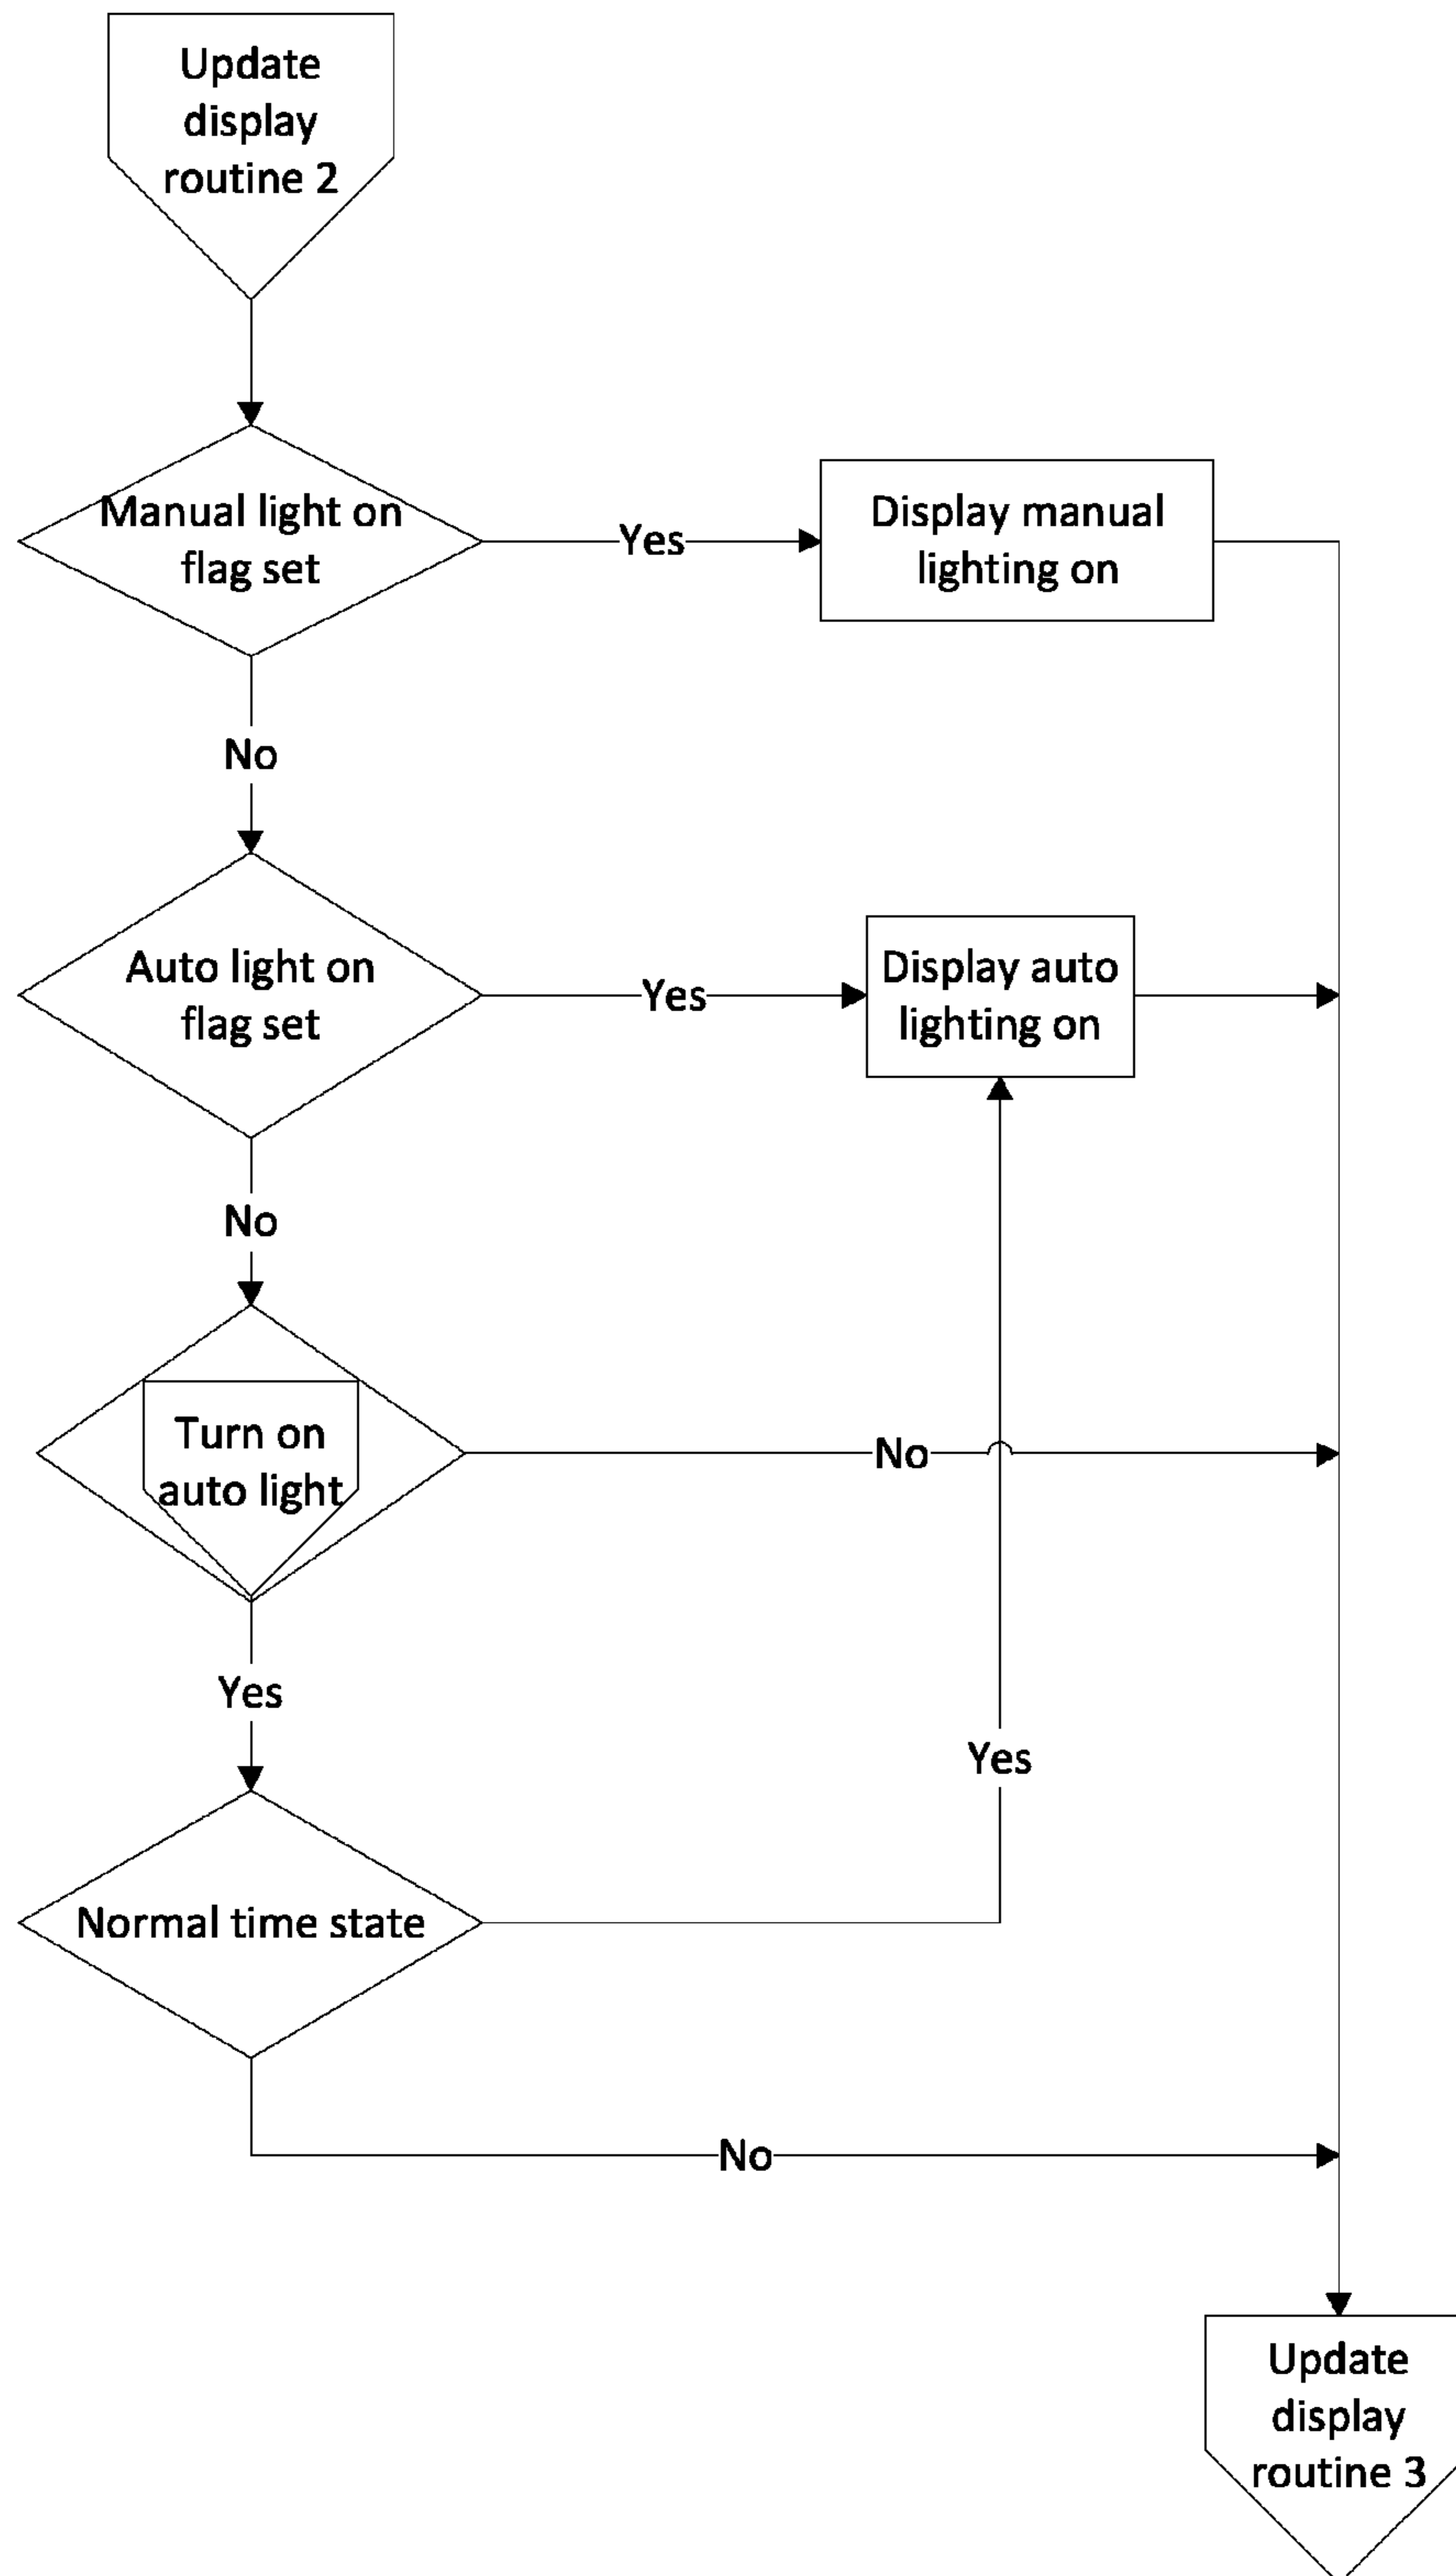 Update
display
routine 2
Manual light on
flag set
Yes
Display manual
lighting on
No
Auto light on
flag set
Yes
Display auto
lighting on
No
Turn on
auto light
No
Yes
Yes
Normal time state
No
Update
display
routine 3